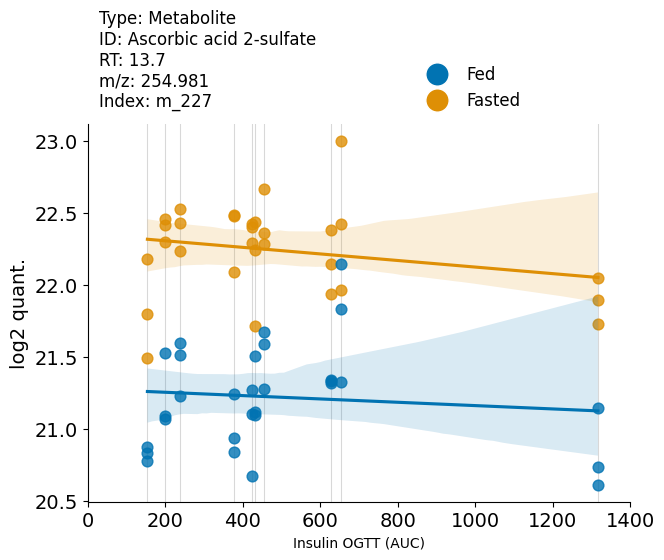 Type: Metabolite
ID: Ascorbic acid 2-sulfate
RT: 13.7
m/z: 254.981
Index: m_227
Fed
Fasted
log2 quant.
23.0
22.5
22.0
21.5
21.0
20.5
0 200 400 600 800 1000 1200 1400
Insulin OGTT (AUC)